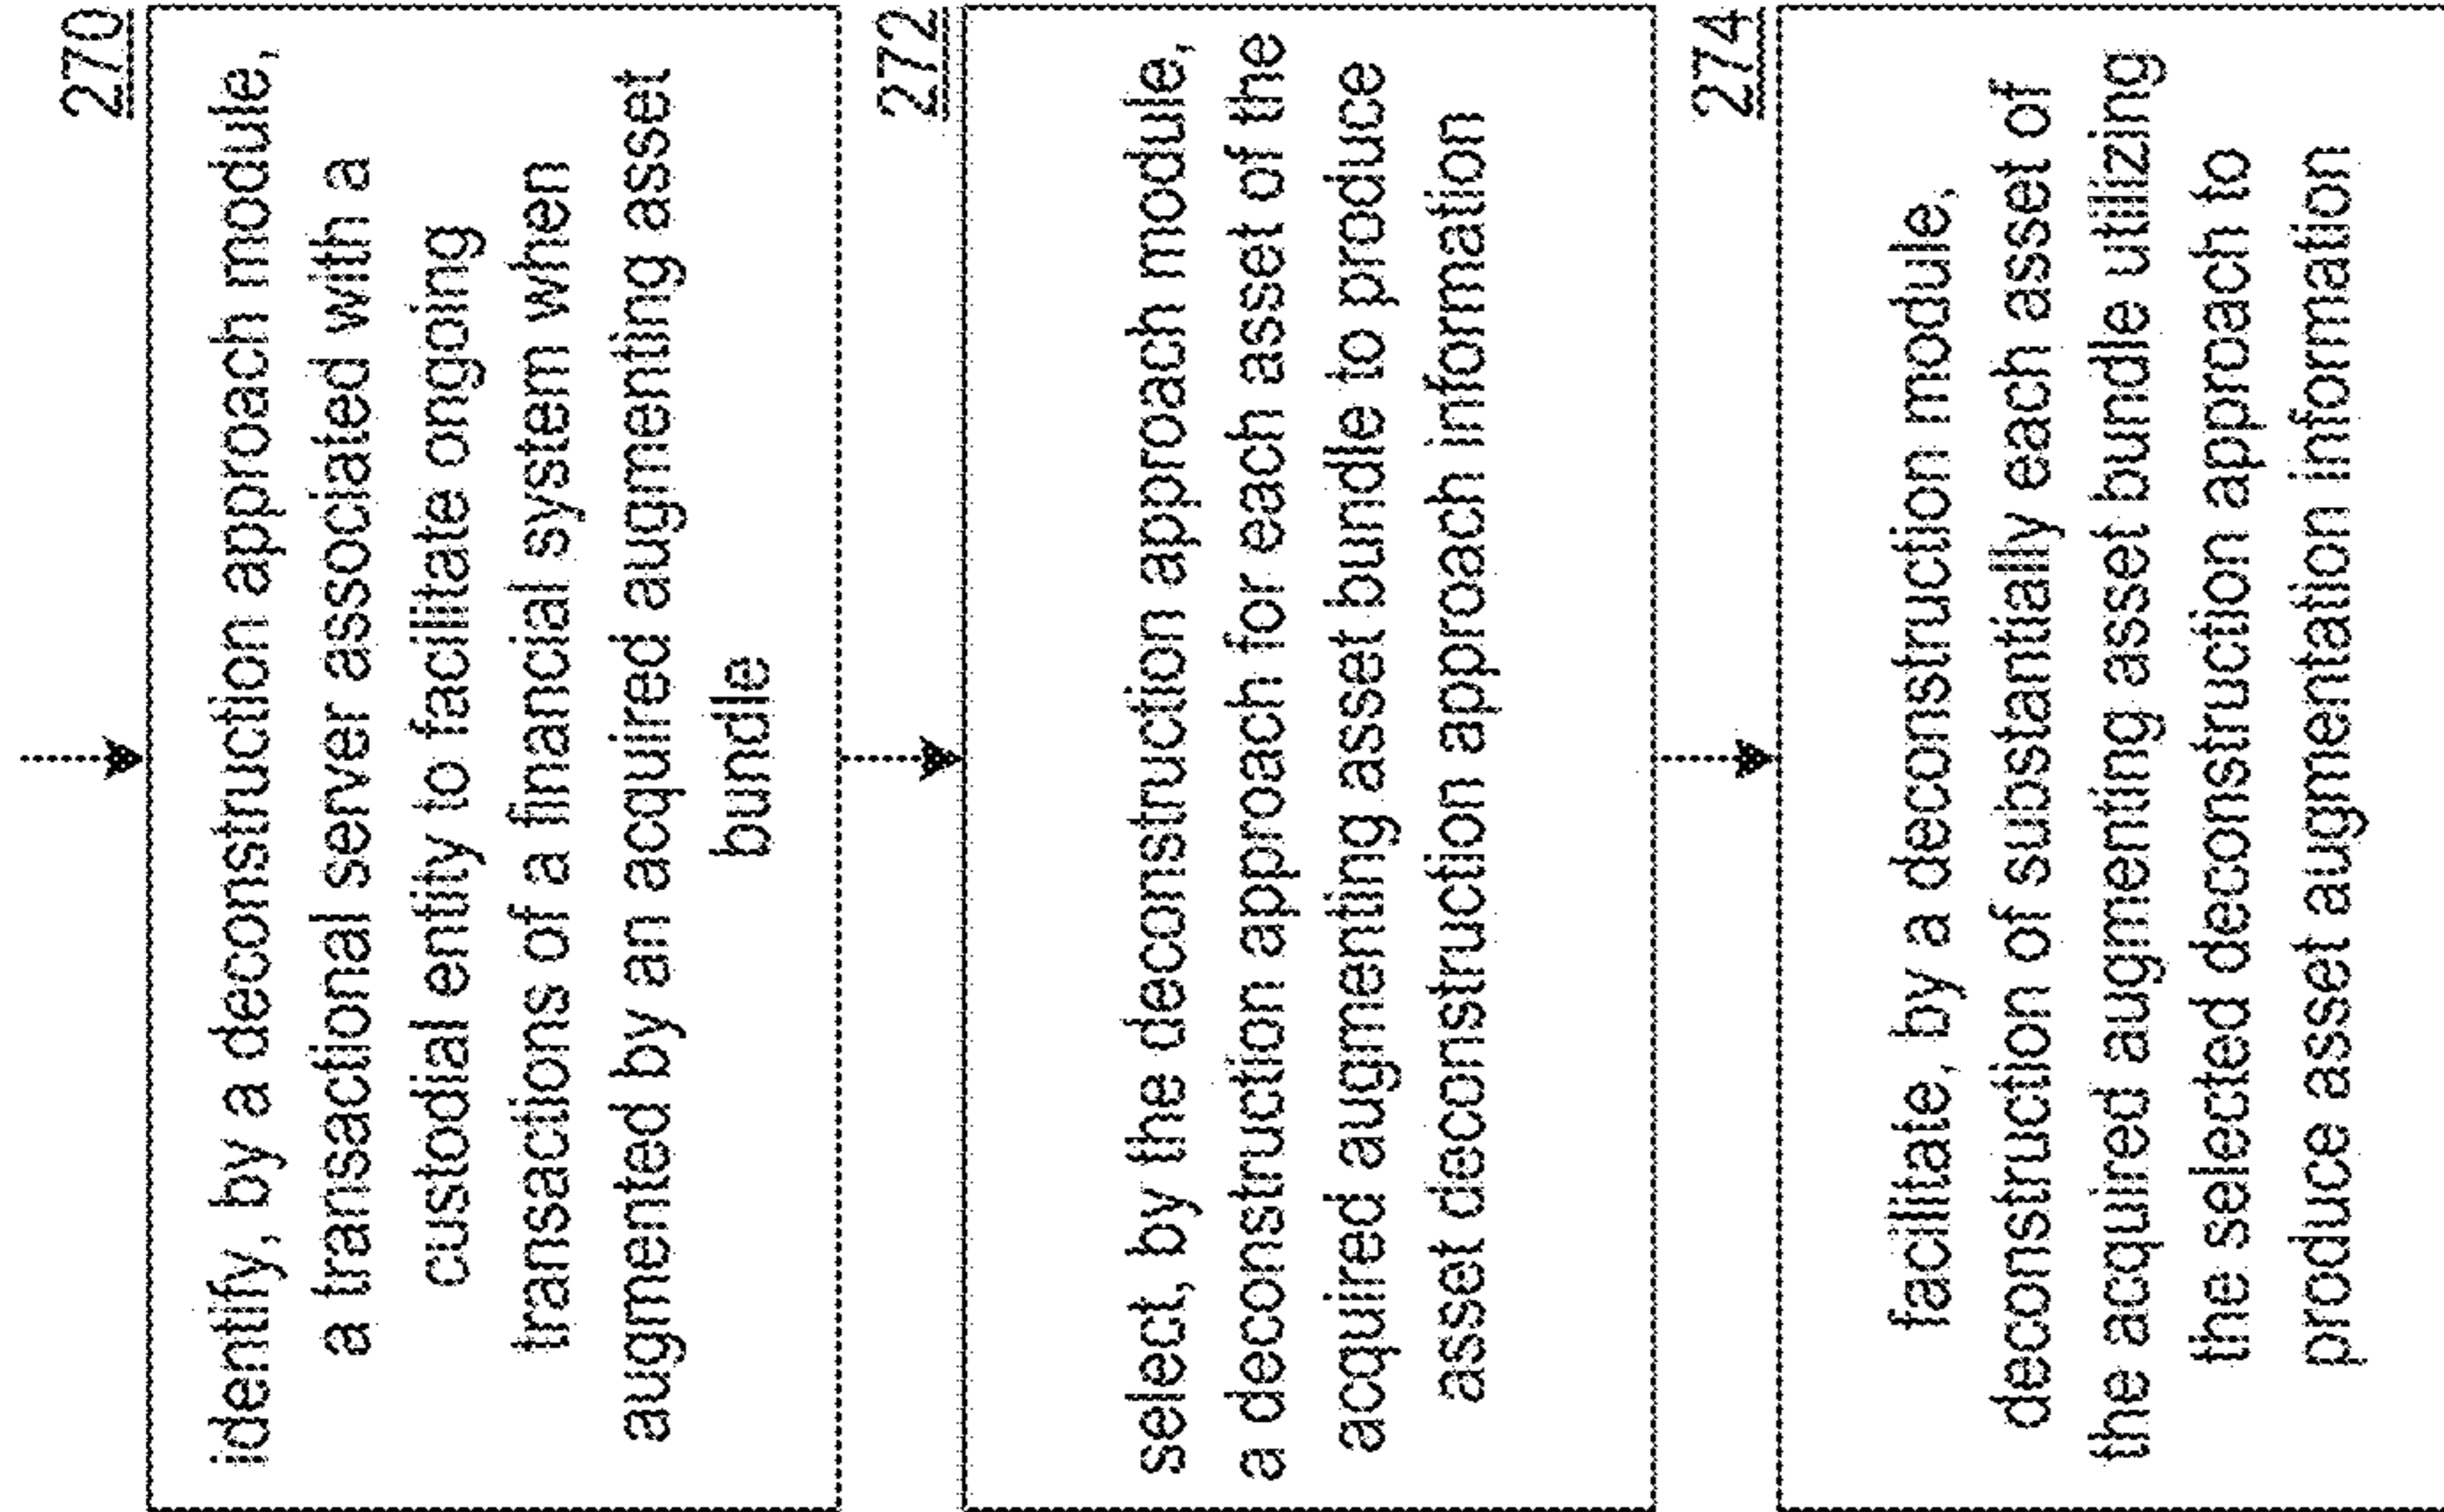 270
identify, by a deconstruction approach module,
a transactional server associated with a
custodial entity to facilitate ongoing
transactions of a financial system when
augmented by an acquired augmenting asset
bundle
272
select, by the deconstruction approach module,
a deconstruction approach for each asset of the
acquired augmenting asset bundle to produce
asset deconstruction approach information
274
facilitate, by a deconstruction module,
deconstruction of substantially each asset of
the acquired augmenting asset bundle utilizing
the selected deconstruction approach to
produce asset augmentation information